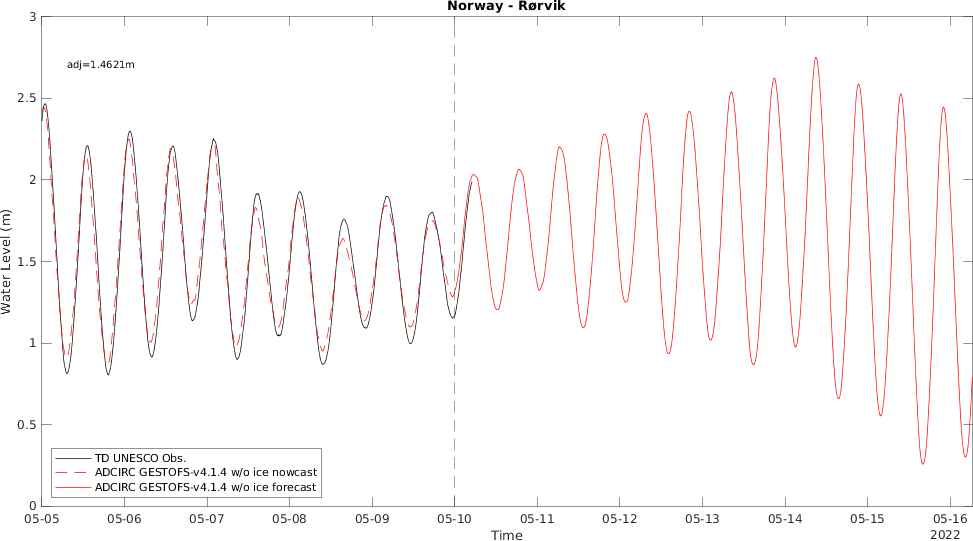 Norway - Rørvik
3
adj=1.4621m
2.5
2
Water Level (m)
1.5
1
0.5
TD UNESCO Obs.
ADCIRC GESTOFS-v4.1.4 w/o ice nowcast
ADCIRC GESTOFS-v4.1.4 w/o ice forecast
0
05-05 05-06 05-07 05-08 05-09 05-10 05-11 05-12 05-13 05-14 05-15 05-16
Time 2022